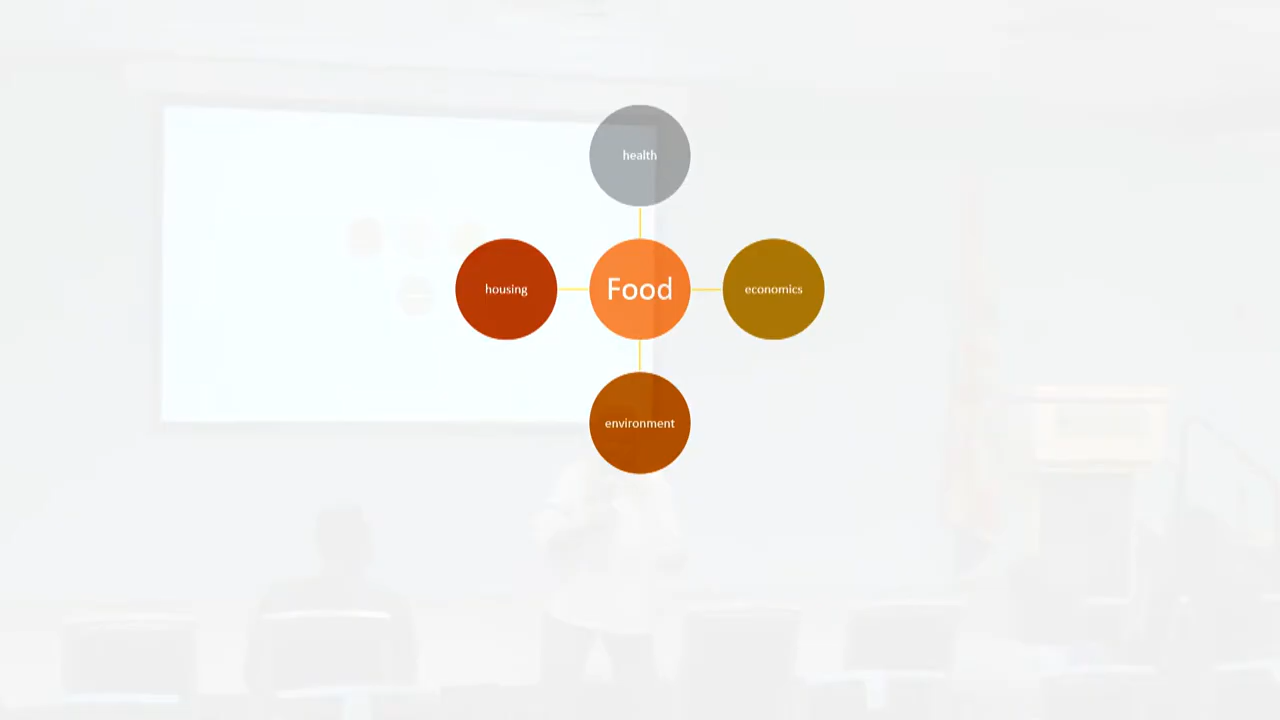 health
housing
Food
economics
environment